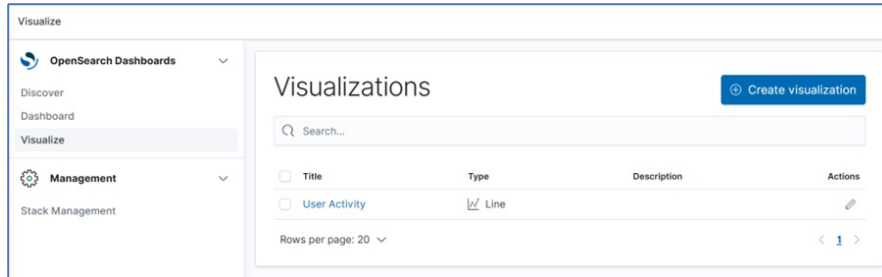 Visualize
OpenSearch Dashboards
Discover
Dashboard
Visualize
Management
Stack Management
Visualizations
Create visualization
Search...
Title Type Description Actions
User Activity Line
Rows per page: 20
1